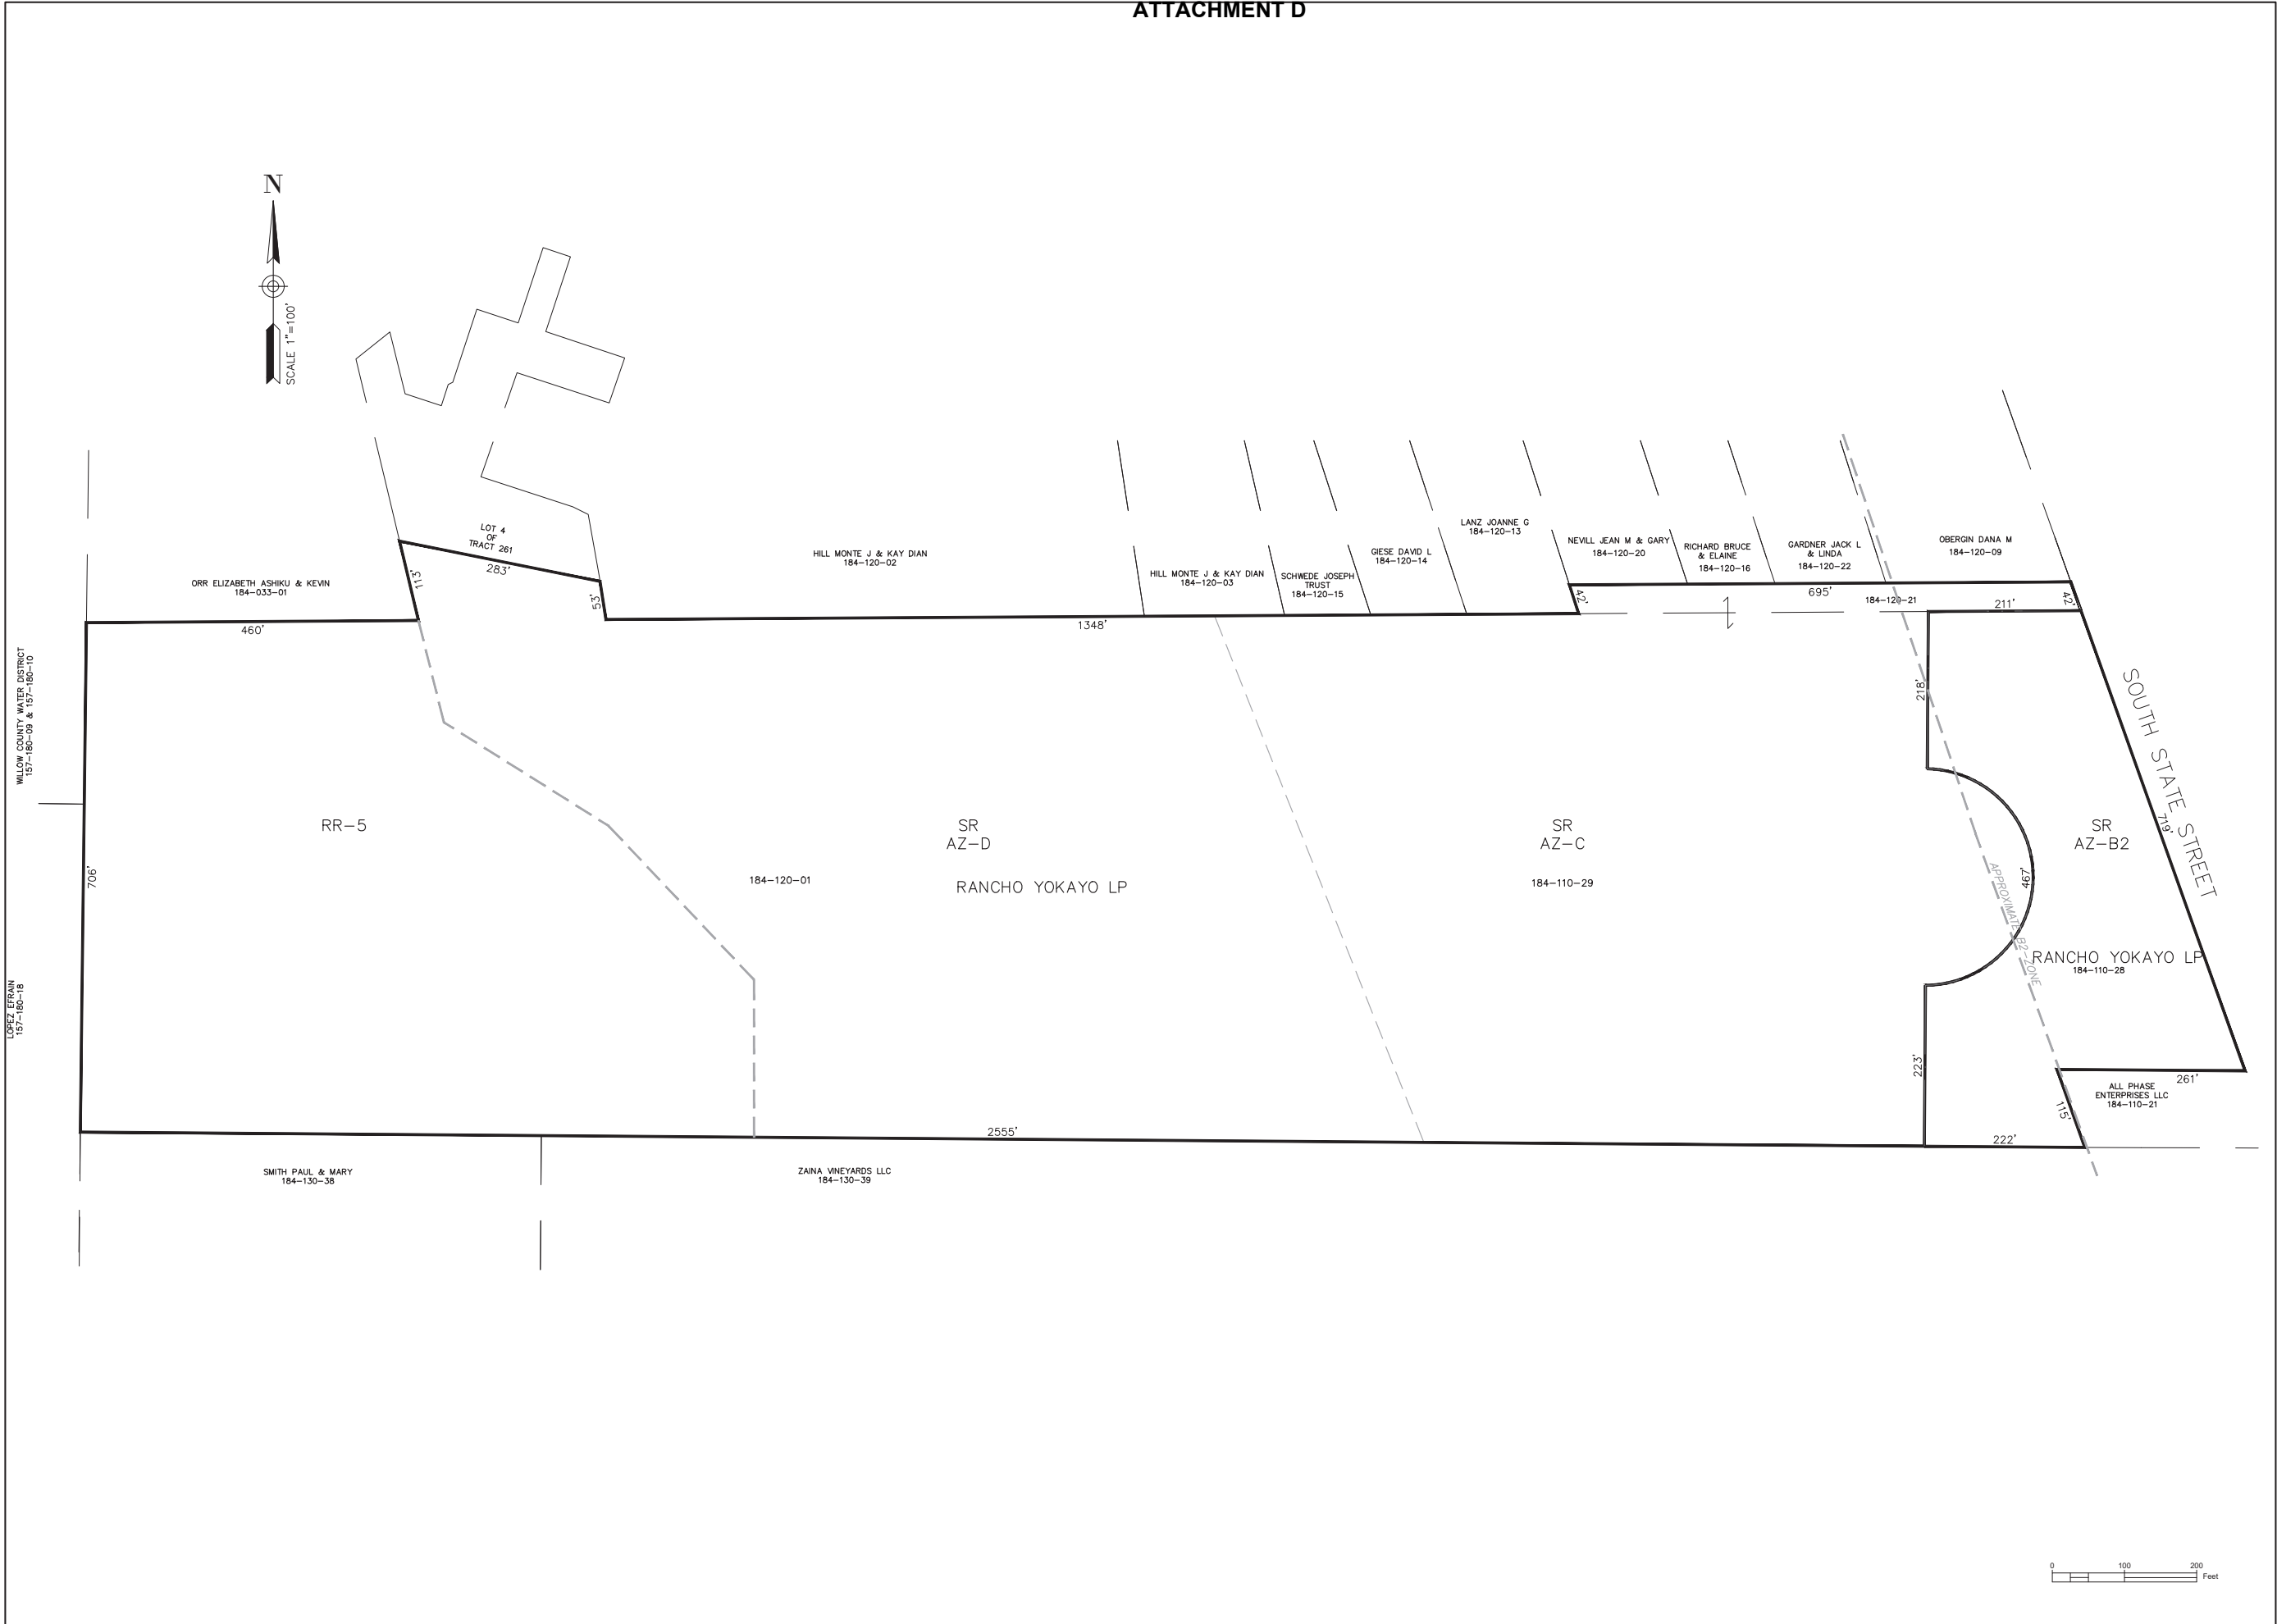 ATTACHMENT D
N
SCALE 1"=100'
LOT 4
OF
TRACT 261
283'
113'
53'
ORR ELIZABETH ASHIKU & KEVIN
184-033-01
460'
HILL MONTE J & KAY DIAN
184-120-02
1348'
HILL MONTE J & KAY DIAN
184-120-03
SCHWEDE JOSEPH
TRUST
184-120-15
GIESE DAVID L
184-120-14
LANZ JOANNE G
184-120-13
NEVILL JEAN M & GARY
184-120-20
RICHARD BRUCE
& ELAINE
184-120-16
GARDNER JACK L
& LINDA
184-120-22
OBERGIN DANA M
184-120-09
42'
695'
184-120-21
211'
42'
WILLOW COUNTY WATER DISTRICT
157-180-09 & 157-180-10
LOPEZ EFRAIN
157-180-18
706'
RR-5
184-120-01
SR
AZ-D
RANCHO YOKAYO LP
SR
AZ-C
184-110-29
218'
467'
223'
APPROXIMATE B2-ZONE
SR
AZ-B2
719'
SOUTH STATE STREET
RANCHO YOKAYO LP
184-110-28
261'
ALL PHASE
ENTERPRISES LLC
184-110-21
115'
222'
2555'
SMITH PAUL & MARY
184-130-38
ZAINA VINEYARDS LLC
184-130-39
0 100 200
Feet